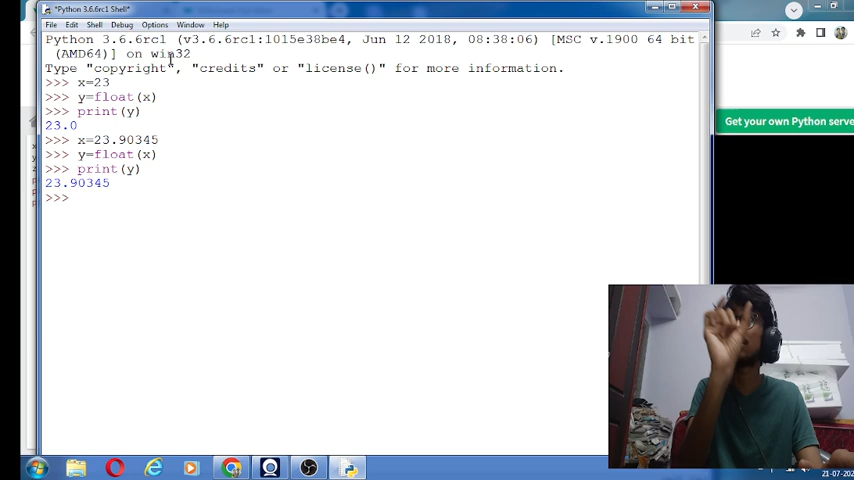 *Python 3.6.6rc1 Shell*
File Edit Shell Debug Options Window Help
Python 3.6.6rc1 (v3.6.6rc1:1015e38be4, Jun 12 2018, 08:38:06) [MSC v.1900 64 bit
(AMD64)] on win32
Type "copyright", "credits" or "license()" for more information.
>>> x=23
>>> y=float(x)
>>> print(y)
23.0
>>> x=23.90345
>>> y=float(x)
>>> print(y)
23.90345
>>>
Get your own Python serve
21-07-202